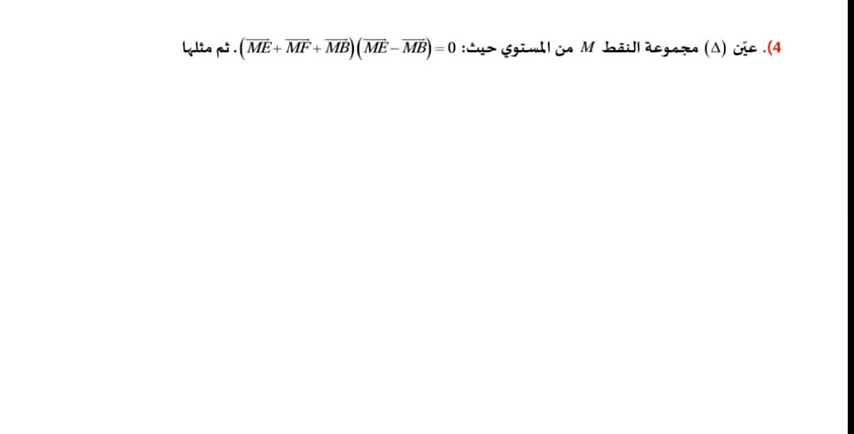 4). عيّن (Δ) مجموعة النقط M من المستوي حيث: (ME + MF + MB)(ME − MB) = 0. ثم مثلها